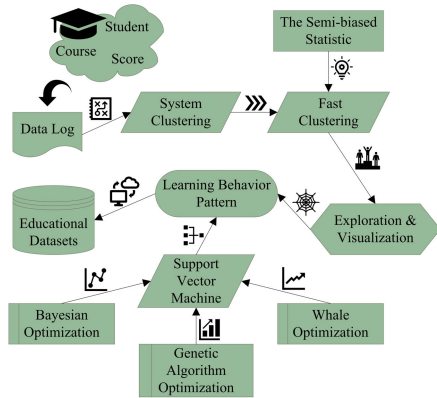 Student
Course
Score
The Semi-biased
Statistic
Data Log
System
Clustering
Fast
Clustering
Educational
Datasets
Learning Behavior
Pattern
Exploration &
Visualization
Support
Vector
Machine
Bayesian
Optimization
Genetic
Algorithm
Optimization
Whale
Optimization